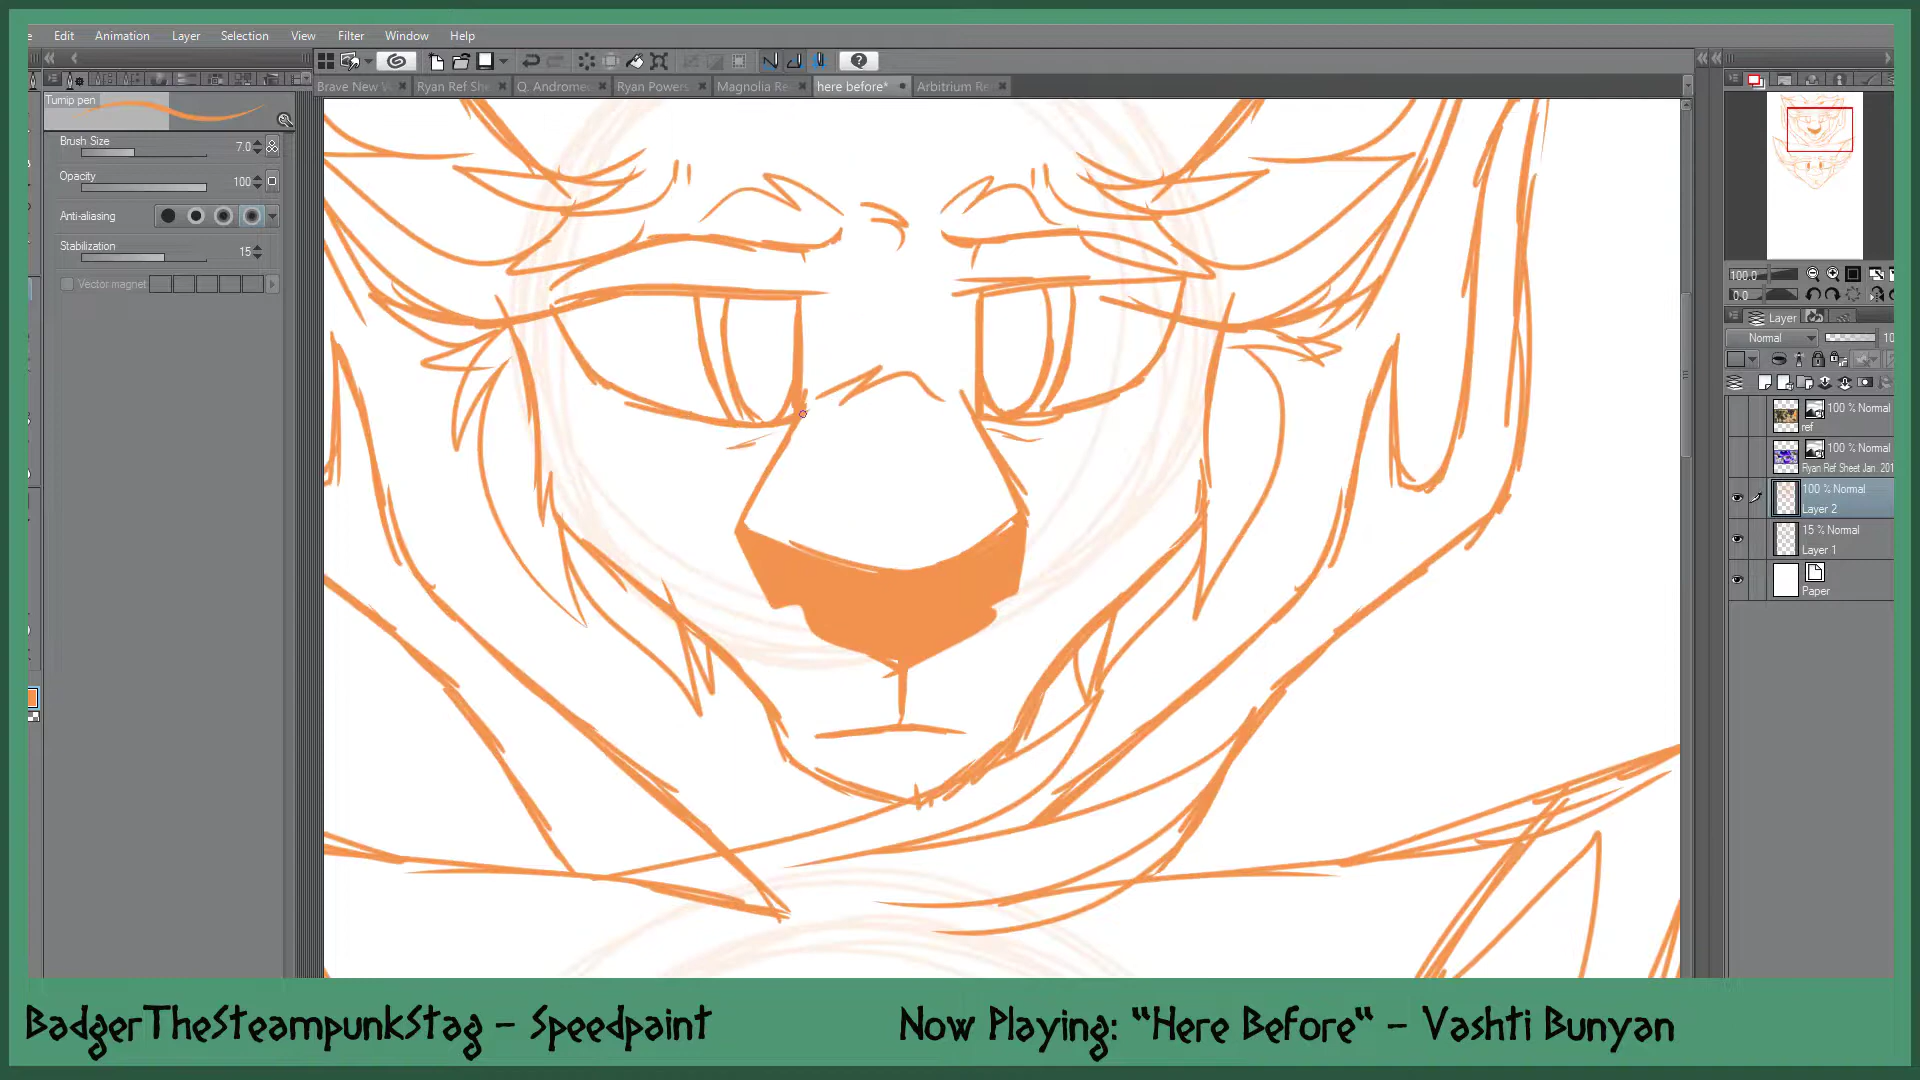 Edit Animation Layer Selection View Filter Window Help
Brave New Ryan Ref She Q. Andromed Ryan Powers Magnolia Re here before* Arbitrium Re
Turnip pen
Brush Size 7.0
Opacity 100
Anti-aliasing
Stabilization 15
Vector magnet
100.0
0.0
Layer
Normal 10
100 % Normal
ref
100 % Normal
Ryan Ref Sheet Jan. 201
100 % Normal
Layer 2
15 % Normal
Layer 1
Paper
BadgerTheSteampunkStag - Speedpaint
Now Playing: "Here Before" - Vashti Bunyan